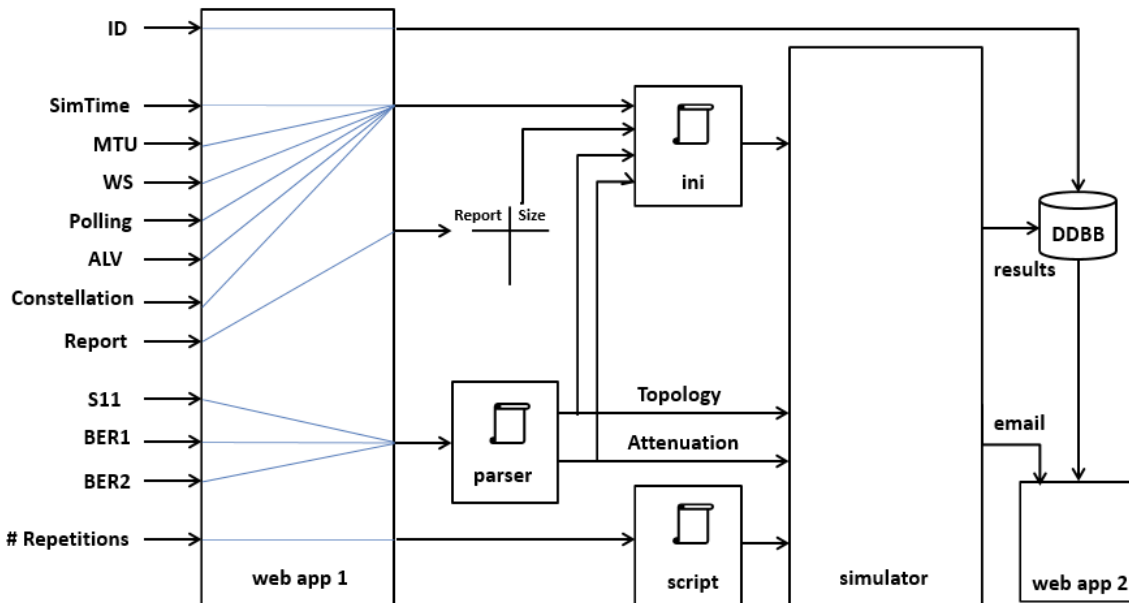 ID
SimTime
MTU
WS
Polling
ALV
Constellation
Report
S11
BER1
BER2
# Repetitions
web app 1
Report Size
ini
parser
Topology
Attenuation
script
simulator
DDBB
results
email
web app 2